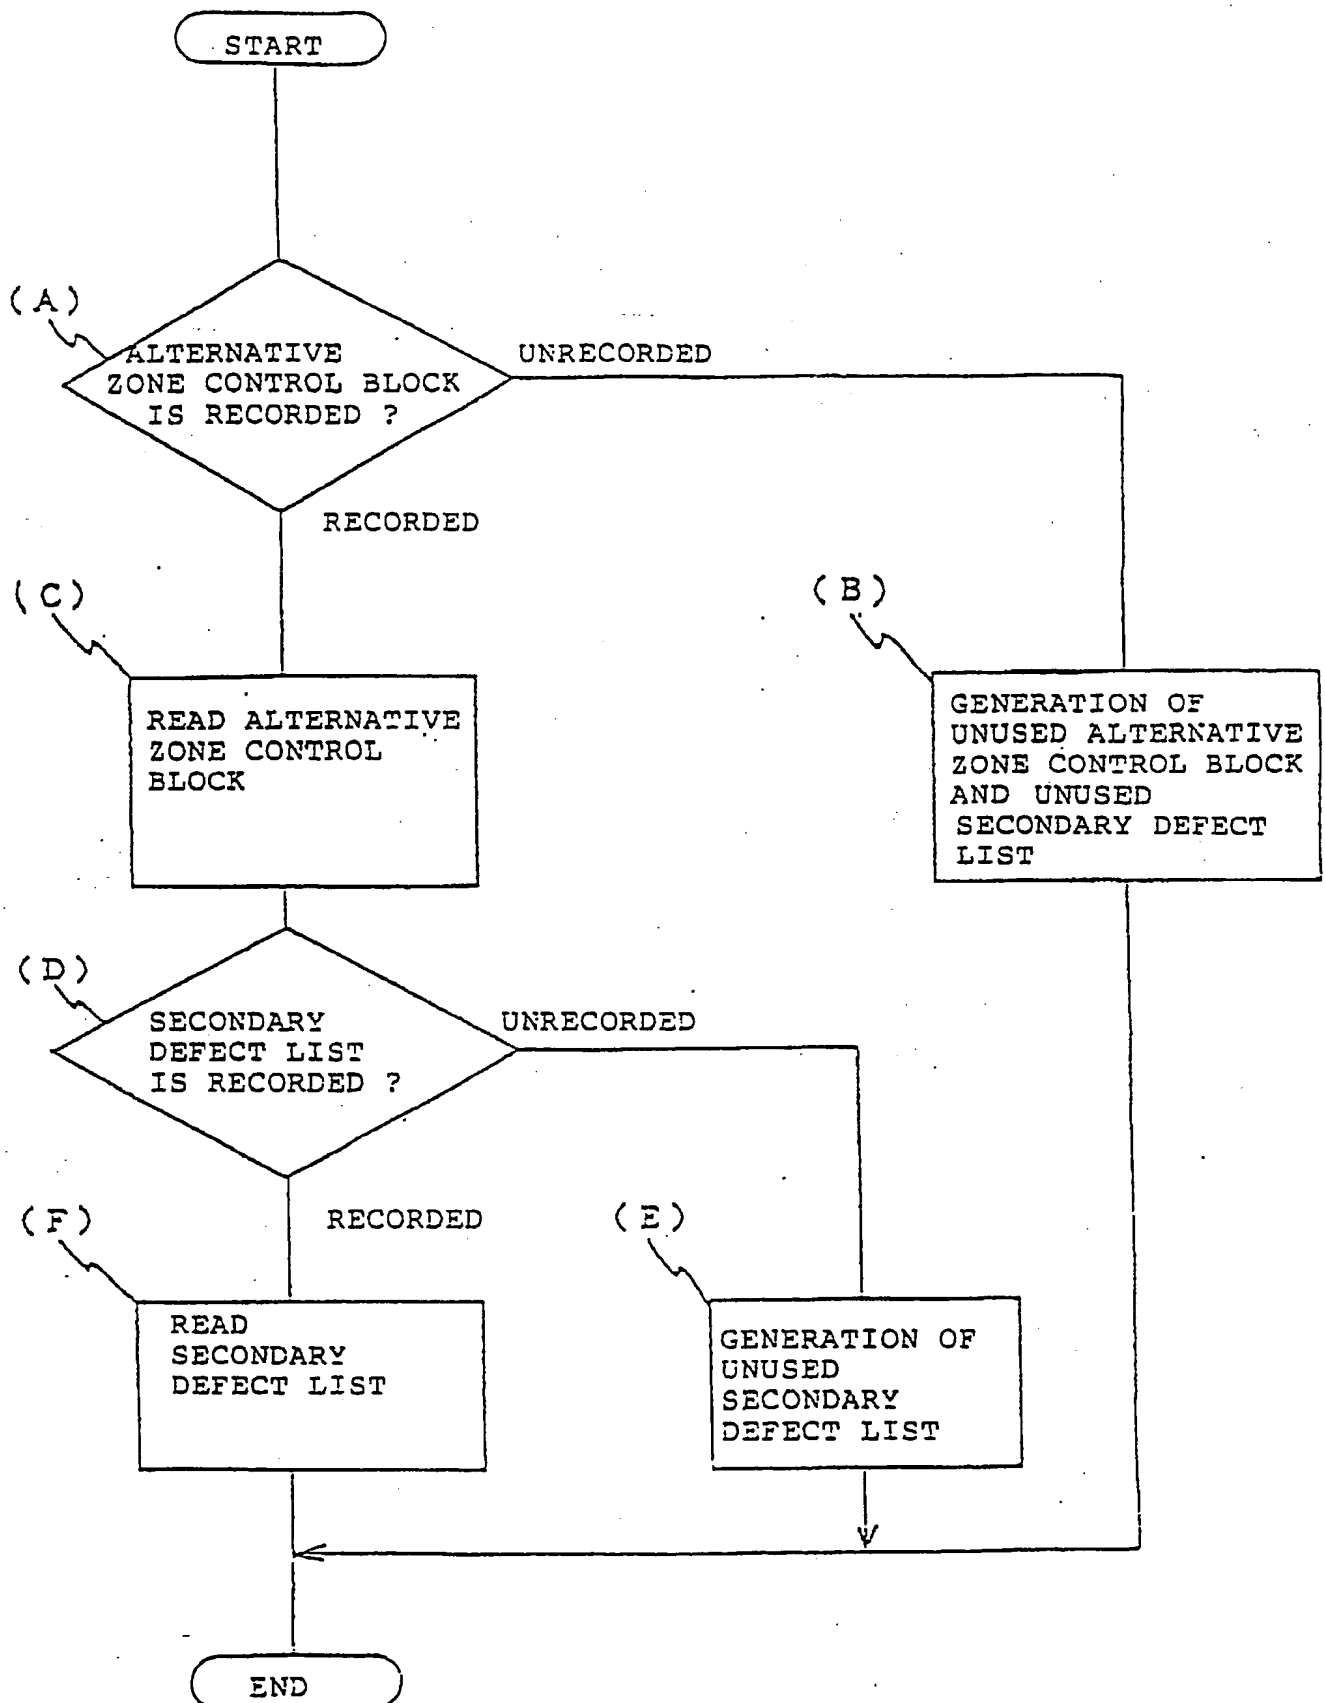 START
(A)
ALTERNATIVE
ZONE CONTROL BLOCK
IS RECORDED ?
UNRECORDED
RECORDED
(C)
READ ALTERNATIVE
ZONE CONTROL
BLOCK
(B)
GENERATION OF
UNUSED ALTERNATIVE
ZONE CONTROL BLOCK
AND UNUSED
SECONDARY DEFECT
LIST
(D)
SECONDARY
DEFECT LIST
IS RECORDED ?
UNRECORDED
RECORDED
(F)
READ
SECONDARY
DEFECT LIST
(E)
GENERATION OF
UNUSED
SECONDARY
DEFECT LIST
END